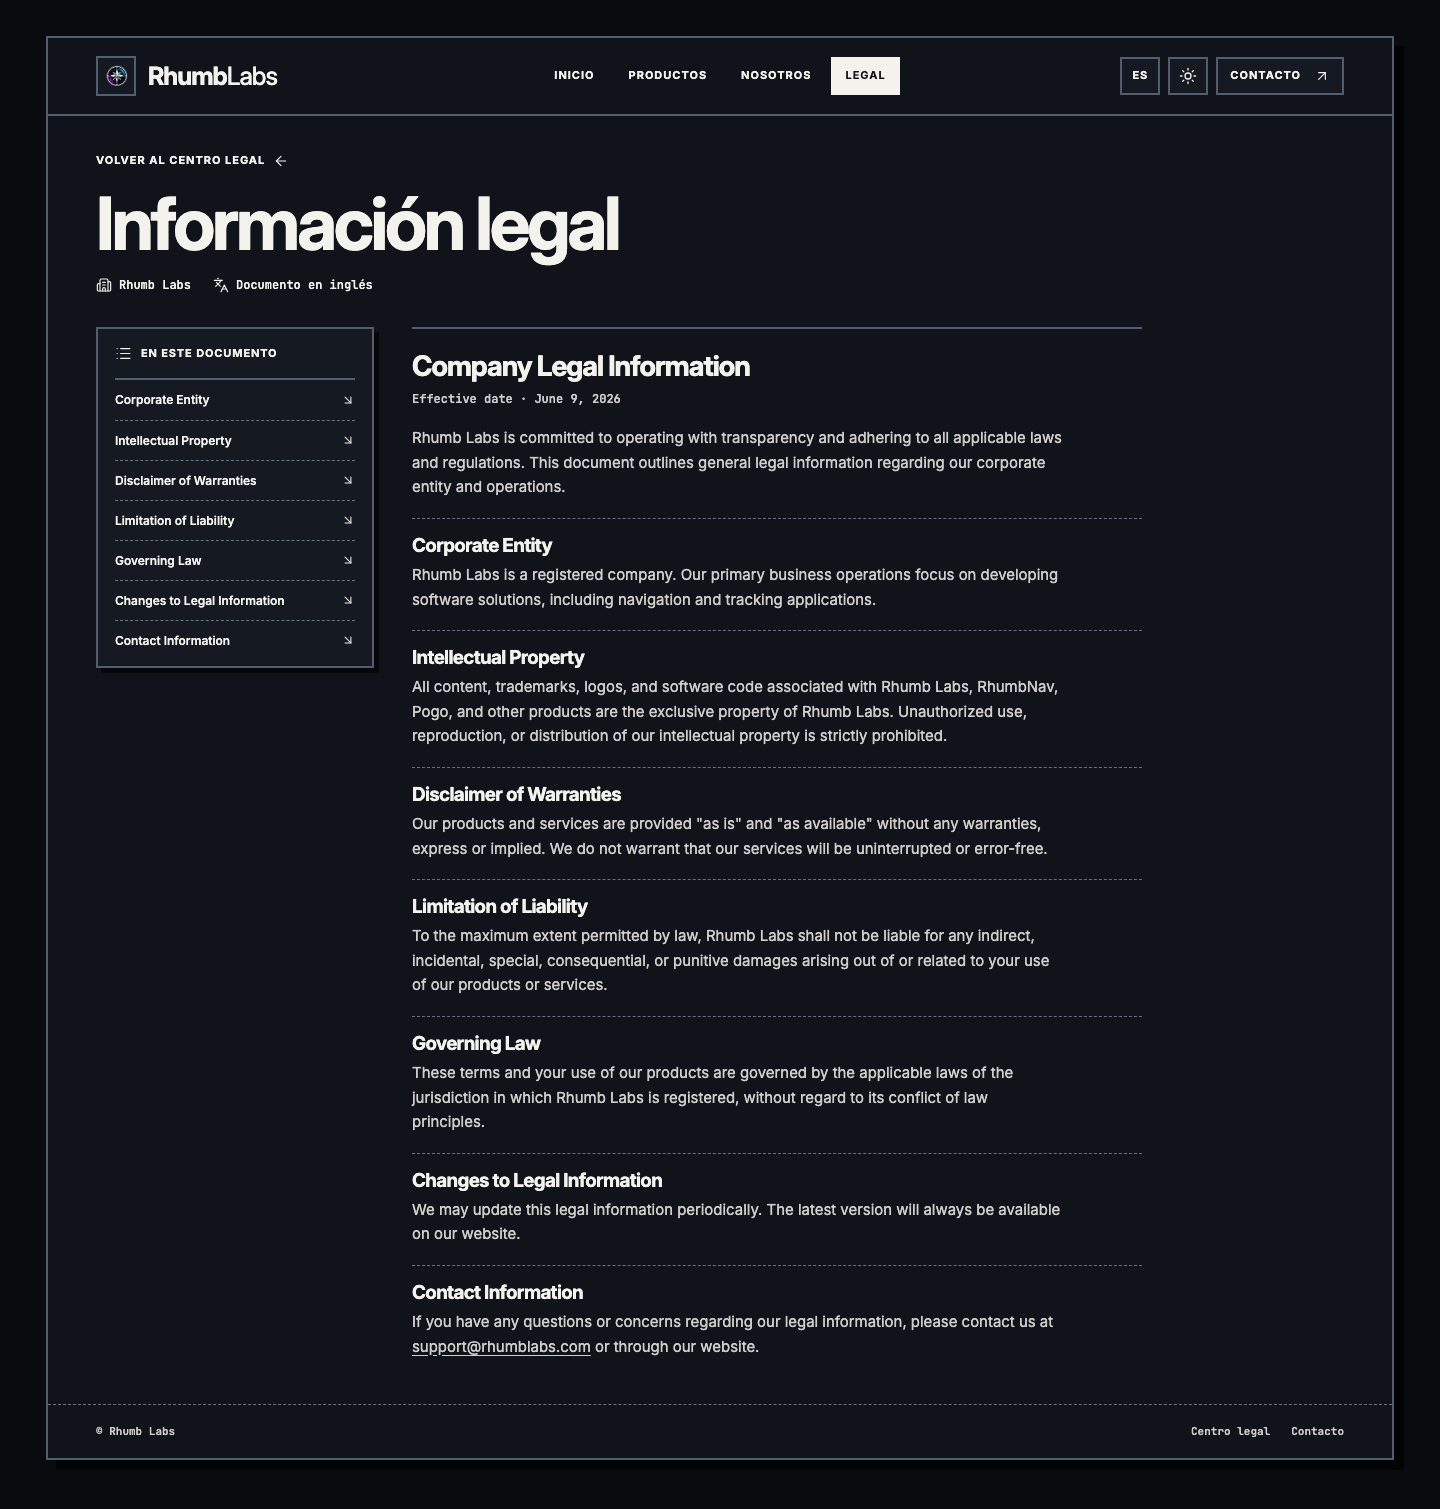 RhumbLabs
INICIO
PRODUCTOS
NOSOTROS
LEGAL
ES
CONTACTO
VOLVER AL CENTRO LEGAL
Información legal
Rhumb Labs
Documento en inglés
EN ESTE DOCUMENTO
Corporate Entity
Intellectual Property
Disclaimer of Warranties
Limitation of Liability
Governing Law
Changes to Legal Information
Contact Information
Company Legal Information
Effective date · June 9, 2026
Rhumb Labs is committed to operating with transparency and adhering to all applicable laws
and regulations. This document outlines general legal information regarding our corporate
entity and operations.
Corporate Entity
Rhumb Labs is a registered company. Our primary business operations focus on developing
software solutions, including navigation and tracking applications.
Intellectual Property
All content, trademarks, logos, and software code associated with Rhumb Labs, RhumbNav,
Pogo, and other products are the exclusive property of Rhumb Labs. Unauthorized use,
reproduction, or distribution of our intellectual property is strictly prohibited.
Disclaimer of Warranties
Our products and services are provided "as is" and "as available" without any warranties,
express or implied. We do not warrant that our services will be uninterrupted or error-free.
Limitation of Liability
To the maximum extent permitted by law, Rhumb Labs shall not be liable for any indirect,
incidental, special, consequential, or punitive damages arising out of or related to your use
of our products or services.
Governing Law
These terms and your use of our products are governed by the applicable laws of the
jurisdiction in which Rhumb Labs is registered, without regard to its conflict of law
principles.
Changes to Legal Information
We may update this legal information periodically. The latest version will always be available
on our website.
Contact Information
If you have any questions or concerns regarding our legal information, please contact us at
support@rhumblabs.com or through our website.
© Rhumb Labs
Centro legal
Contacto